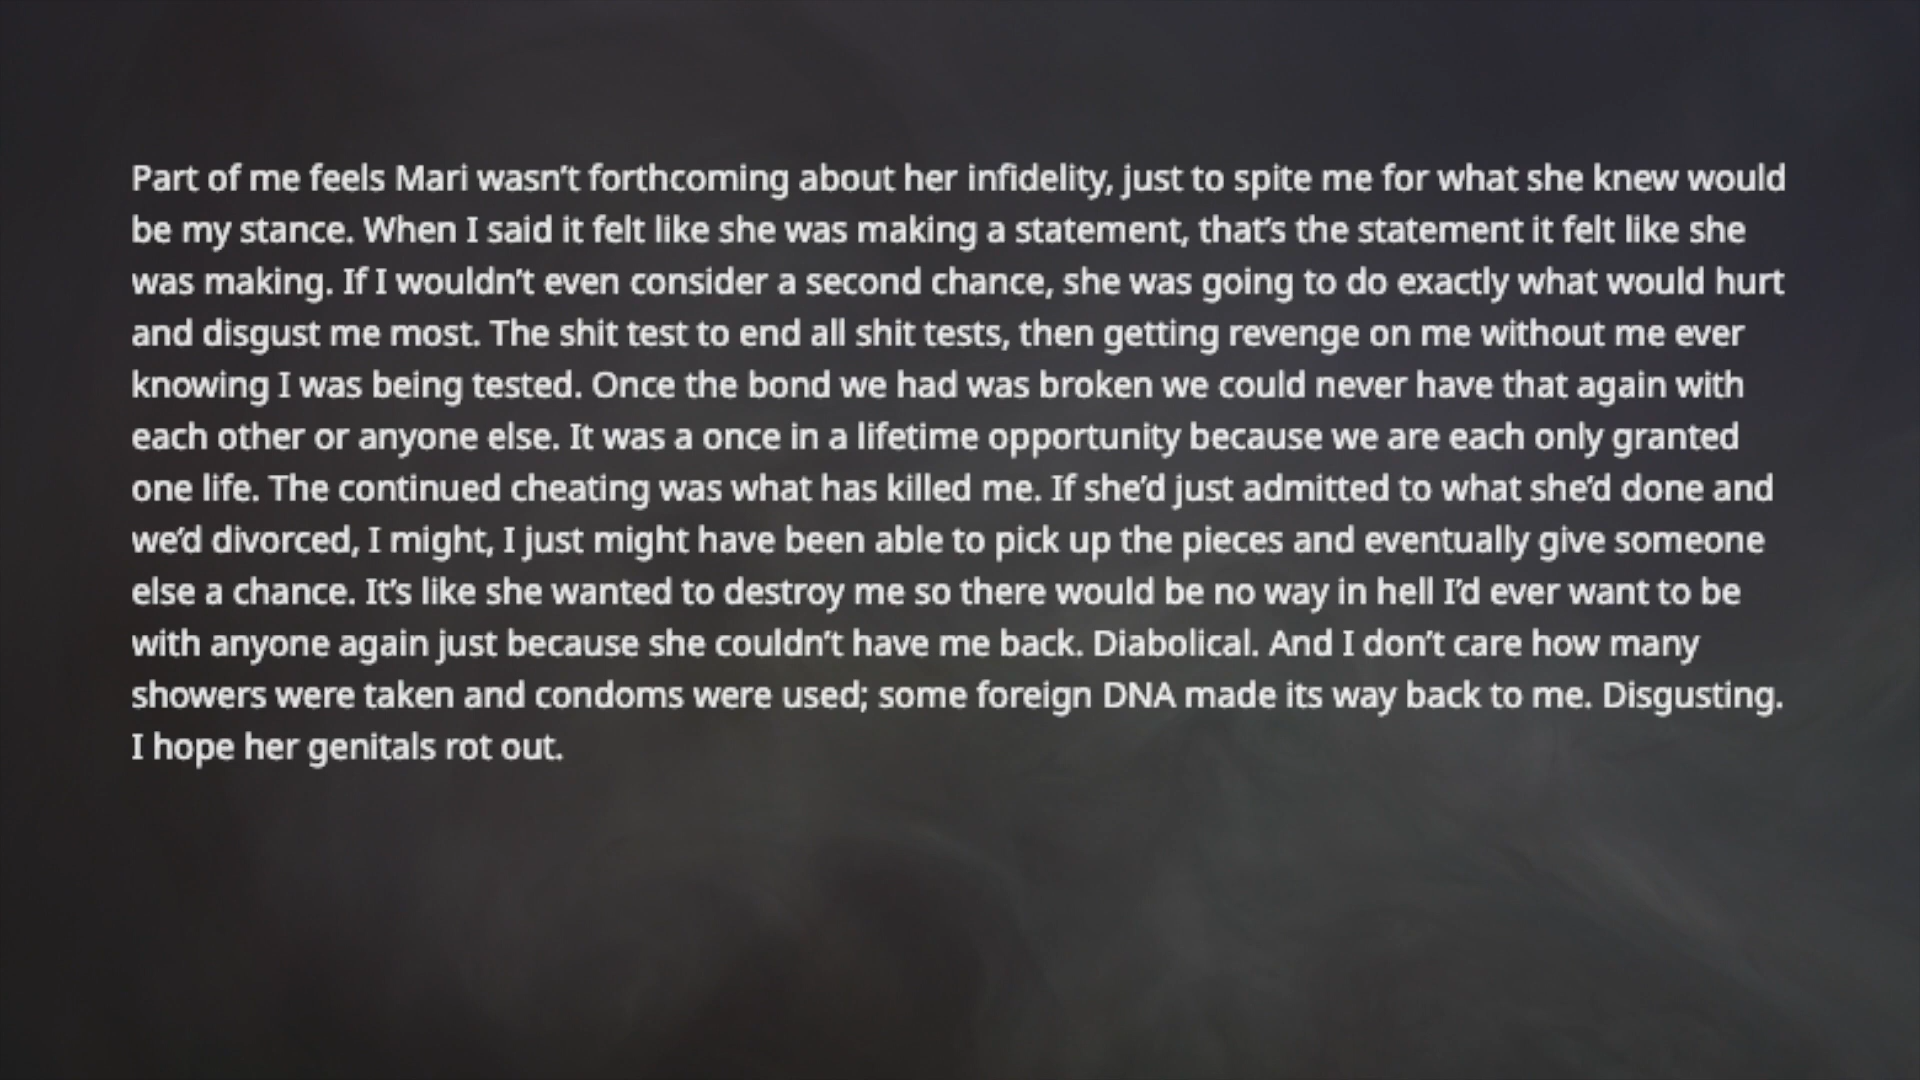 Part of me feels Mari wasn’t forthcoming about her infidelity, just to spite me for what she knew would
be my stance. When I said it felt like she was making a statement, that’s the statement it felt like she
was making. If I wouldn’t even consider a second chance, she was going to do exactly what would hurt
and disgust me most. The shit test to end all shit tests, then getting revenge on me without me ever
knowing I was being tested. Once the bond we had was broken we could never have that again with
each other or anyone else. It was a once in a lifetime opportunity because we are each only granted
one life. The continued cheating was what has killed me. If she’d just admitted to what she’d done and
we’d divorced, I might, I just might have been able to pick up the pieces and eventually give someone
else a chance. It’s like she wanted to destroy me so there would be no way in hell I’d ever want to be
with anyone again just because she couldn’t have me back. Diabolical. And I don’t care how many
showers were taken and condoms were used; some foreign DNA made its way back to me. Disgusting.
I hope her genitals rot out.